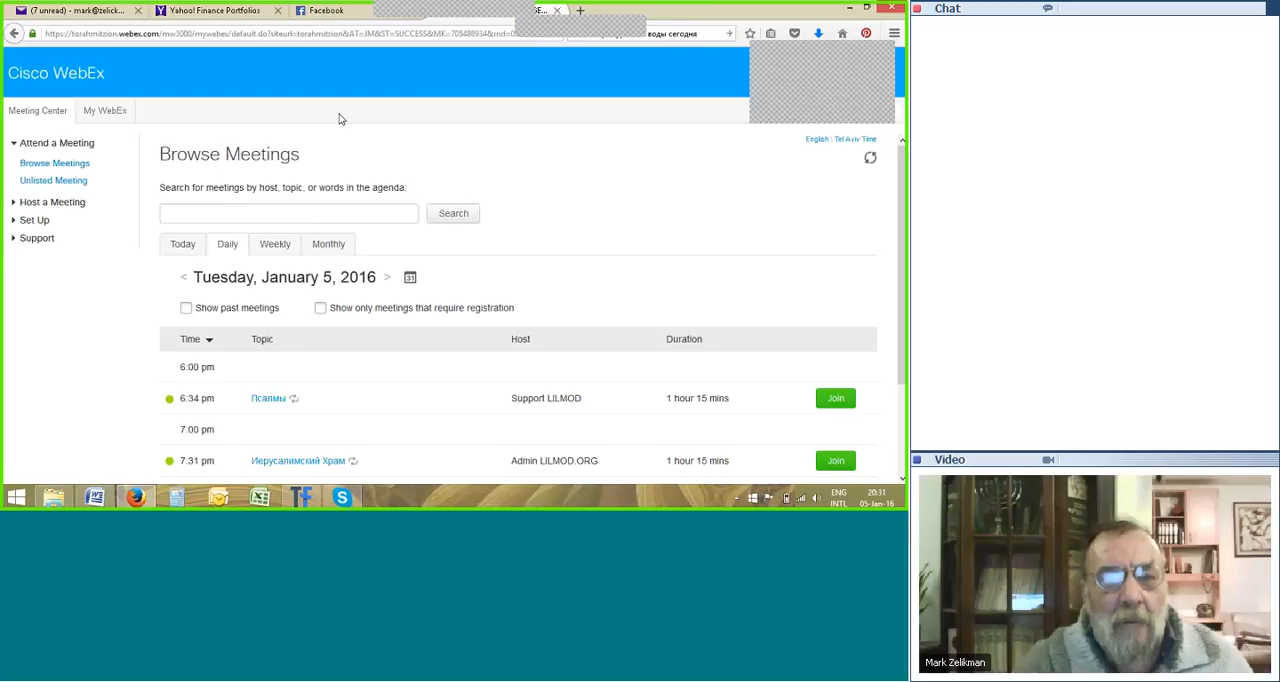 (7 unread) - mark@zelick...
Yahoo! Finance Portfolios
Facebook
Chat
воды сегодня
Cisco WebEx
Meeting Center
My WebEx
English : Tel Aviv Time
Attend a Meeting
Browse Meetings
Unlisted Meeting
Host a Meeting
Set Up
Support
Browse Meetings
Search for meetings by host, topic, or words in the agenda:
Search
Today Daily Weekly Monthly
< Tuesday, January 5, 2016 > 31
Show past meetings
Show only meetings that require registration
Time Topic Host Duration
6:00 pm
6:34 pm Псалмы Support LILMOD 1 hour 15 mins Join
7:00 pm
7:31 pm Иерусалимский Храм Admin LILMOD.ORG 1 hour 15 mins Join
ENG 20:31
INTL 05-Jan-16
Video
Mark Zelikman